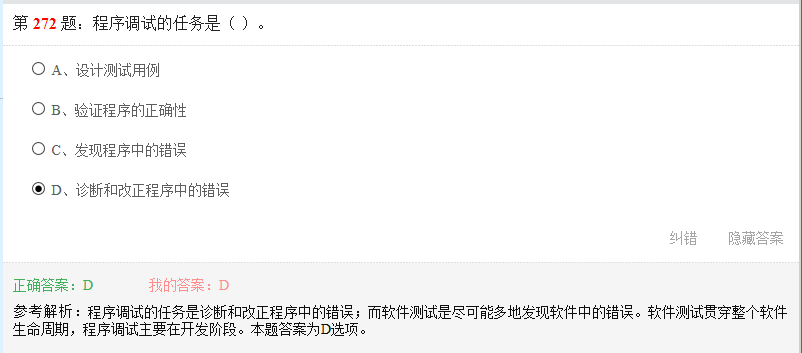 第 272 题：程序调试的任务是（ ）。
A、设计测试用例
B、验证程序的正确性
C、发现程序中的错误
D、诊断和改正程序中的错误
纠错 隐藏答案
正确答案：D 我的答案：D
参考解析：程序调试的任务是诊断和改正程序中的错误；而软件测试是尽可能多地发现软件中的错误。软件测试贯穿整个软件
生命周期，程序调试主要在开发阶段。本题答案为D选项。